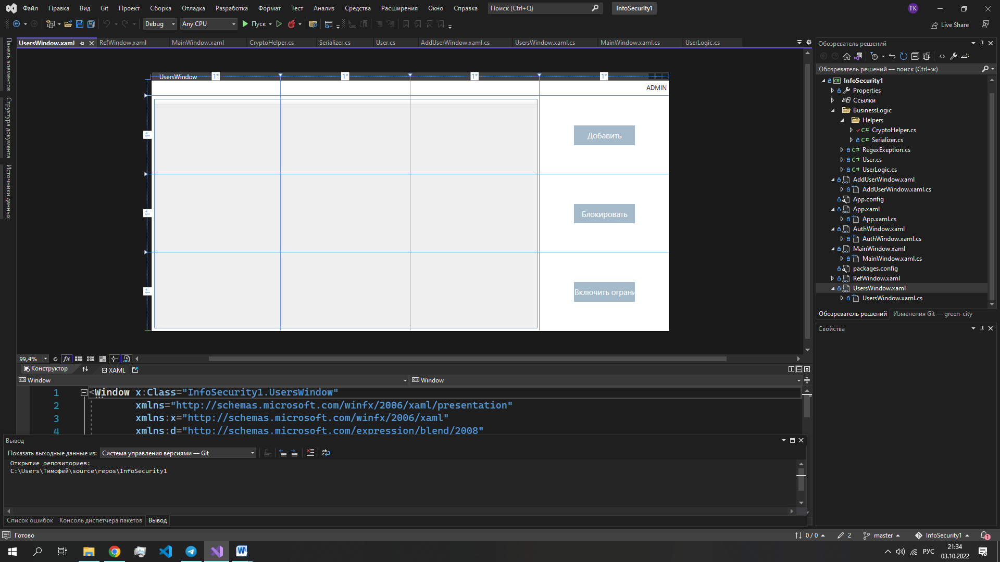 Файл Правка Вид Git Проект Сборка Отладка Разработка Формат Тест Анализ Средства Расширения Окно Справка Поиск (Ctrl+Q) InfoSecurity1 TK
Debug Any CPU Пуск Live Share
UsersWindow.xaml RefWindow.xaml MainWindow.xaml CryptoHelper.cs Serializer.cs User.cs AddUserWindow.xaml.cs UsersWindow.xaml.cs MainWindow.xaml.cs UserLogic.cs
Панель элементов
Структура документа
Источники данных
UsersWindow 1* 1* 1* 1*
ADMIN
1*
Добавить
1*
Блокировать
1*
Включить ограни
99,4%
Конструктор XAML
Window Window
1 <Window x:Class="InfoSecurity1.UsersWindow"
2 xmlns="http://schemas.microsoft.com/winfx/2006/xaml/presentation"
3 xmlns:x="http://schemas.microsoft.com/winfx/2006/xaml"
4 xmlns:d="http://schemas.microsoft.com/expression/blend/2008"
Вывод
Показать выходные данные из: Система управления версиями — Git
Открытие репозиториев:
C:\Users\Тимофей\source\repos\InfoSecurity1
Список ошибок Консоль диспетчера пакетов Вывод
Обозреватель решений
Обозреватель решений — поиск (Ctrl+ж)
InfoSecurity1
Properties
Ссылки
BusinessLogic
Helpers
CryptoHelper.cs
Serializer.cs
RegexExeption.cs
User.cs
UserLogic.cs
AddUserWindow.xaml
AddUserWindow.xaml.cs
App.config
App.xaml
App.xaml.cs
AuthWindow.xaml
AuthWindow.xaml.cs
MainWindow.xaml
MainWindow.xaml.cs
packages.config
RefWindow.xaml
UsersWindow.xaml
UsersWindow.xaml.cs
Обозреватель решений Изменения Git — green-city
Свойства
Готово 0 / 0 2 master InfoSecurity1 1
РУС 21:34
03.10.2022